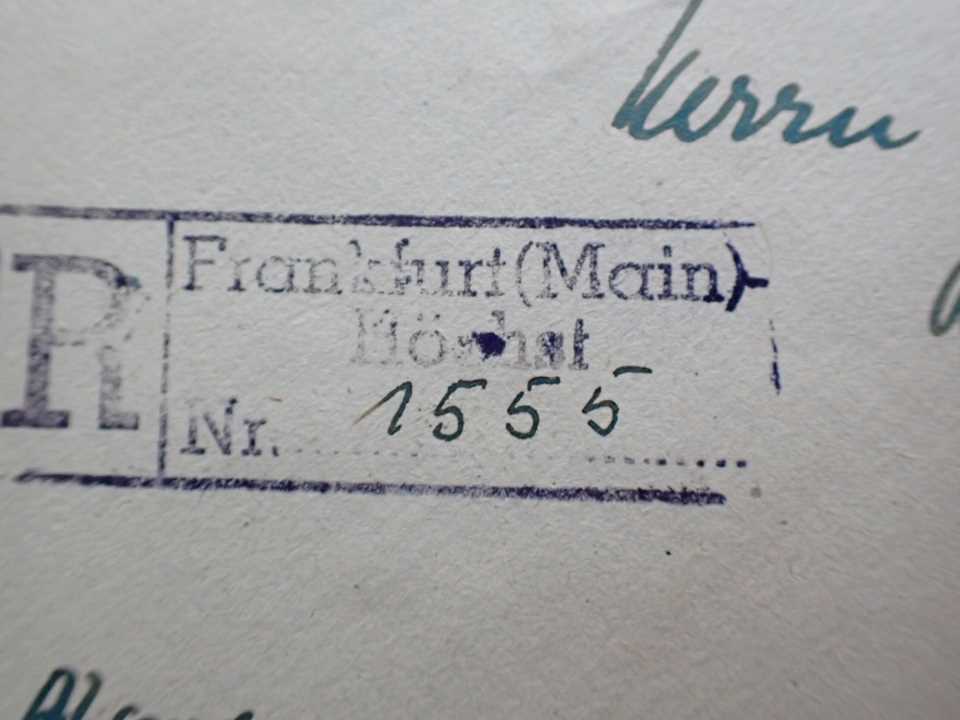 Herrn
R
Frankfurt (Main)-
Höchst
Nr. 1555